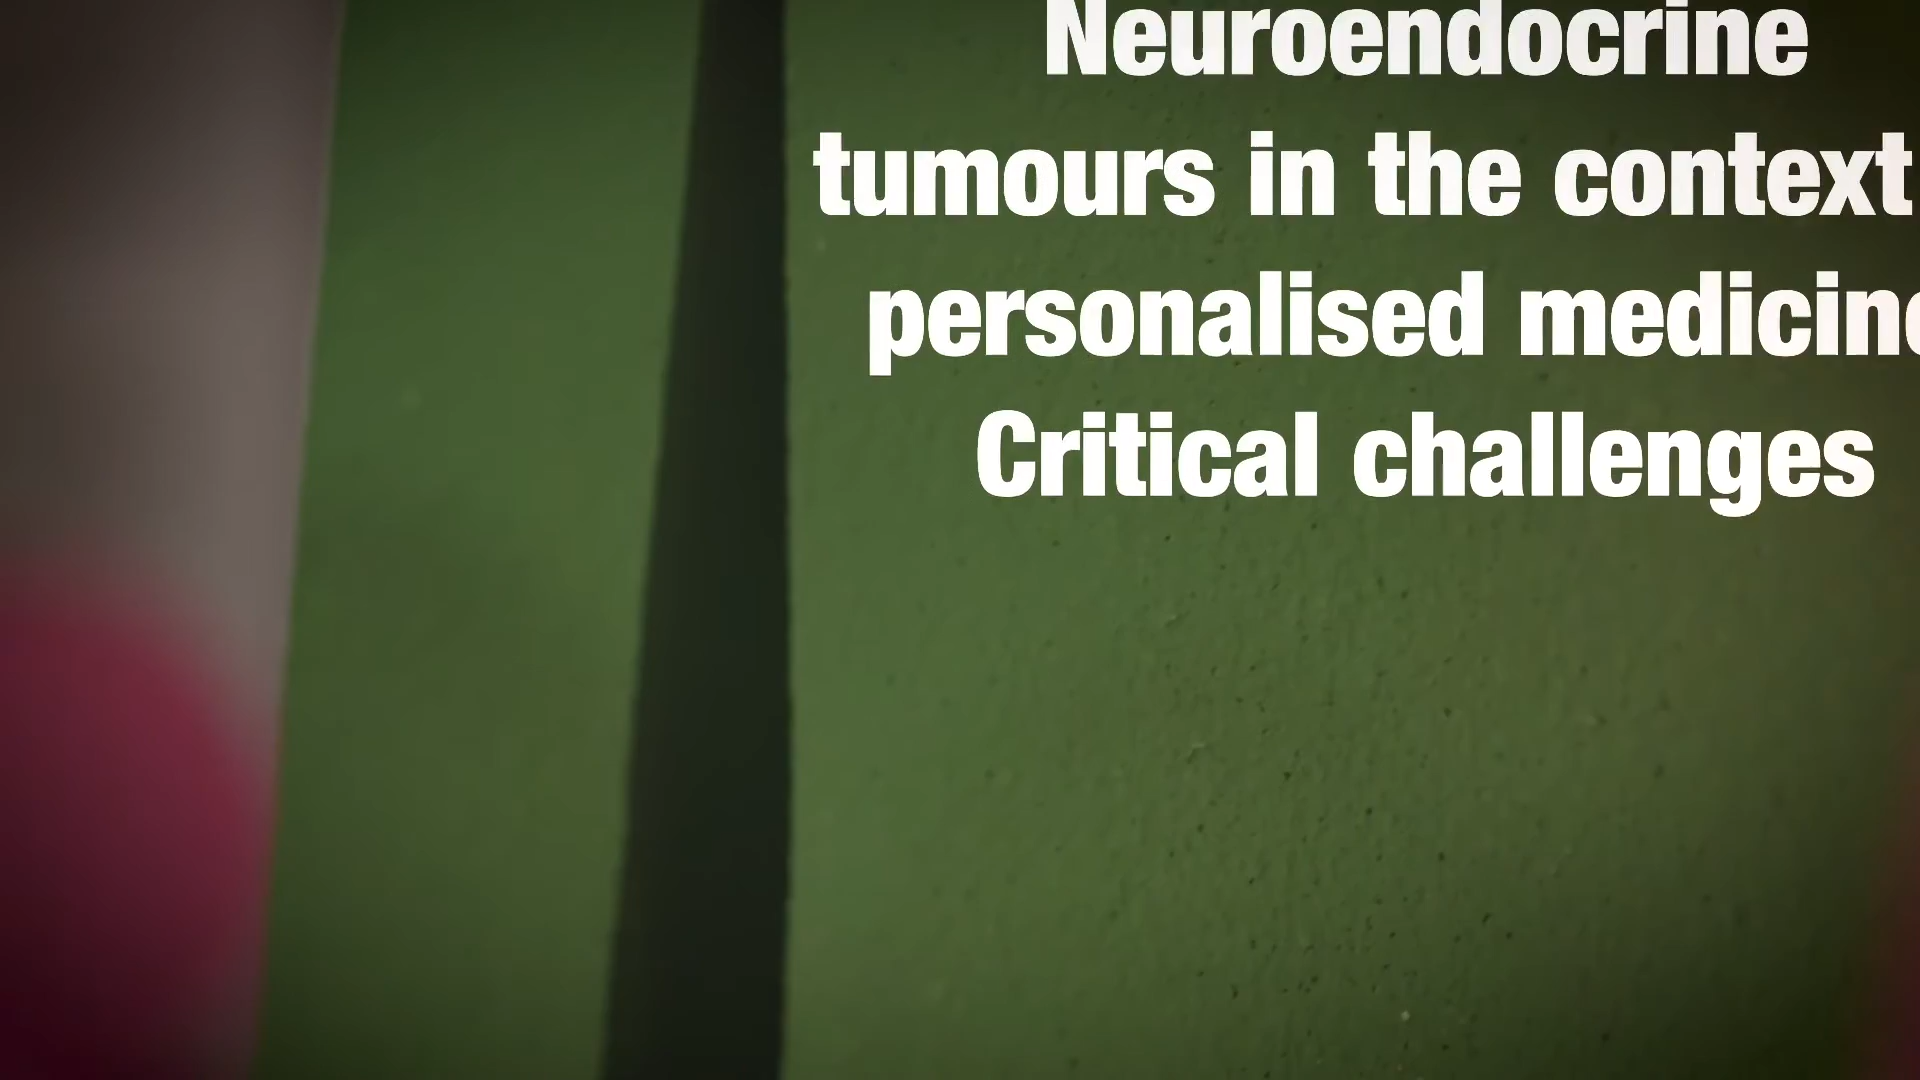 Neuroendocrine
tumours in the context
personalised medicin
Critical challenges